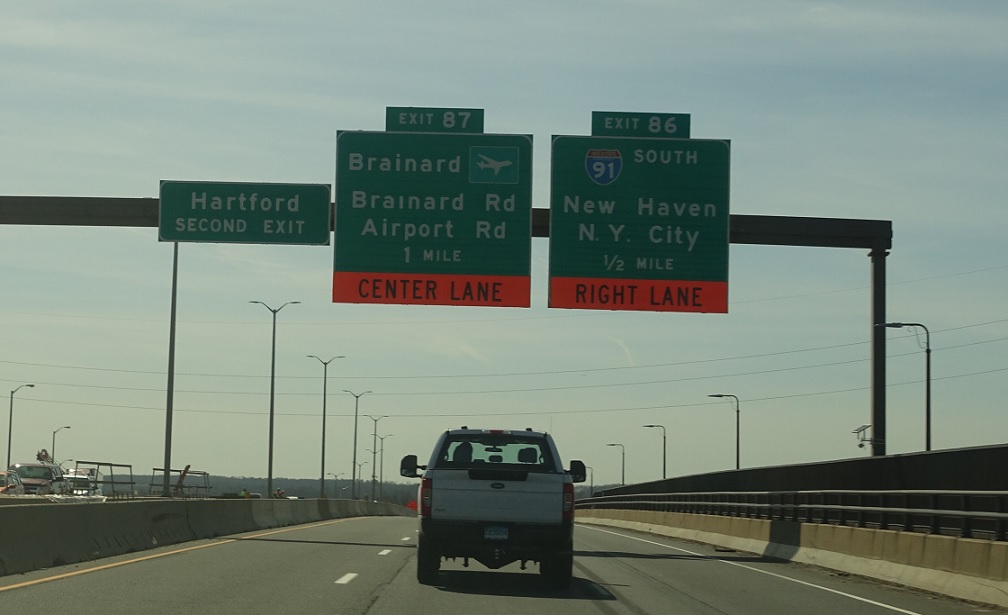 Hartford
SECOND EXIT
EXIT 87
Brainard
Brainard Rd
Airport Rd
1 MILE
CENTER LANE
EXIT 86
91 SOUTH
New Haven
N. Y. City
1/2 MILE
RIGHT LANE